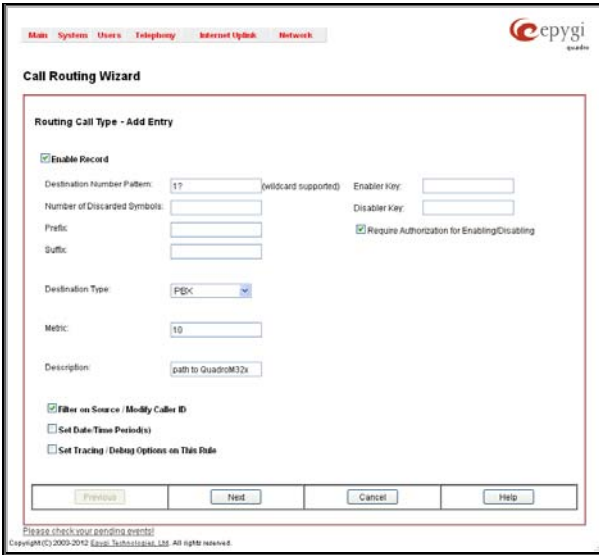 Main System Users Telephony Internet Uplink Network
epygi
quadro
Call Routing Wizard
Routing Call Type - Add Entry
Enable Record
Destination Number Pattern: 1? (wildcard supported) Enabler Key:
Number of Discarded Symbols: Disabler Key:
Prefix: Require Authorization for Enabling/Disabling
Suffix:
Destination Type: PBX
Metric: 10
Description: path to QuadroM32x
Filter on Source / Modify Caller ID
Set Date/Time Period(s)
Set Tracing / Debug Options on This Rule
Previous Next Cancel Help
Please check your pending events!
Copyright (C) 2003-2012 Epygi Technologies, Ltd. All rights reserved.